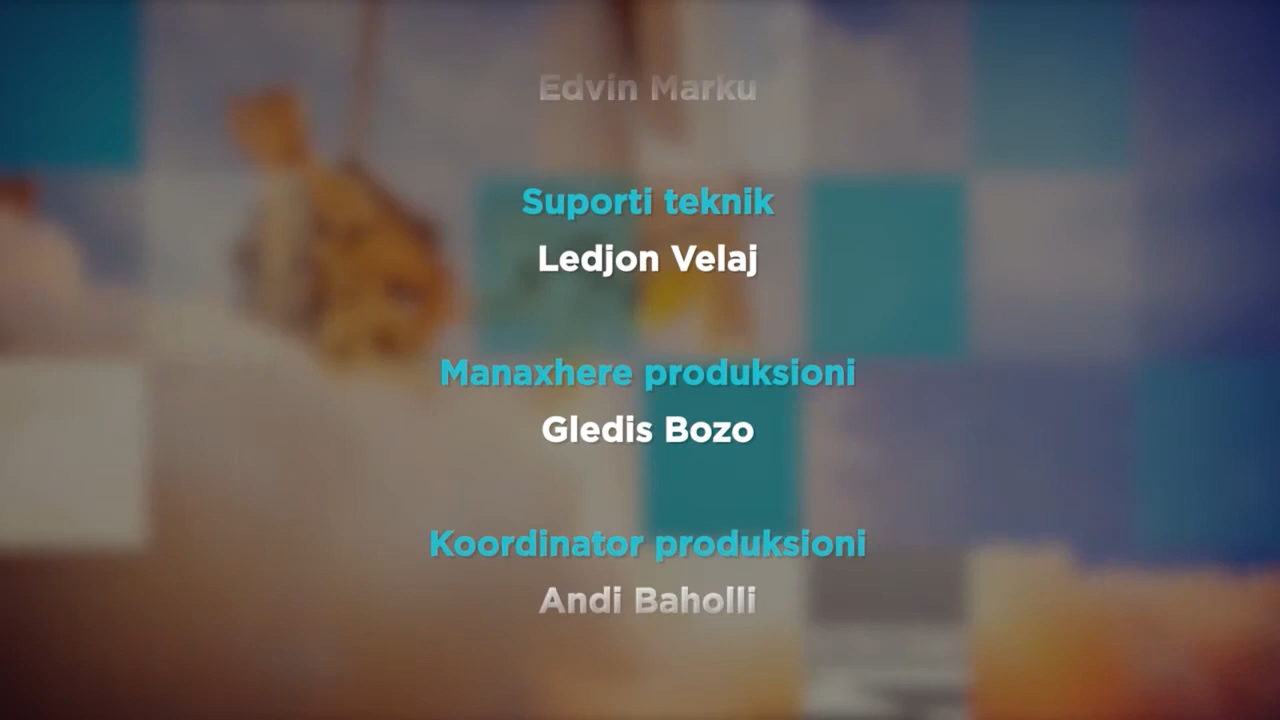 Edvin Marku
Suporti teknik
Ledjon Velaj
Manaxhere produksioni
Gledis Bozo
Koordinator produksioni
Andi Baholli